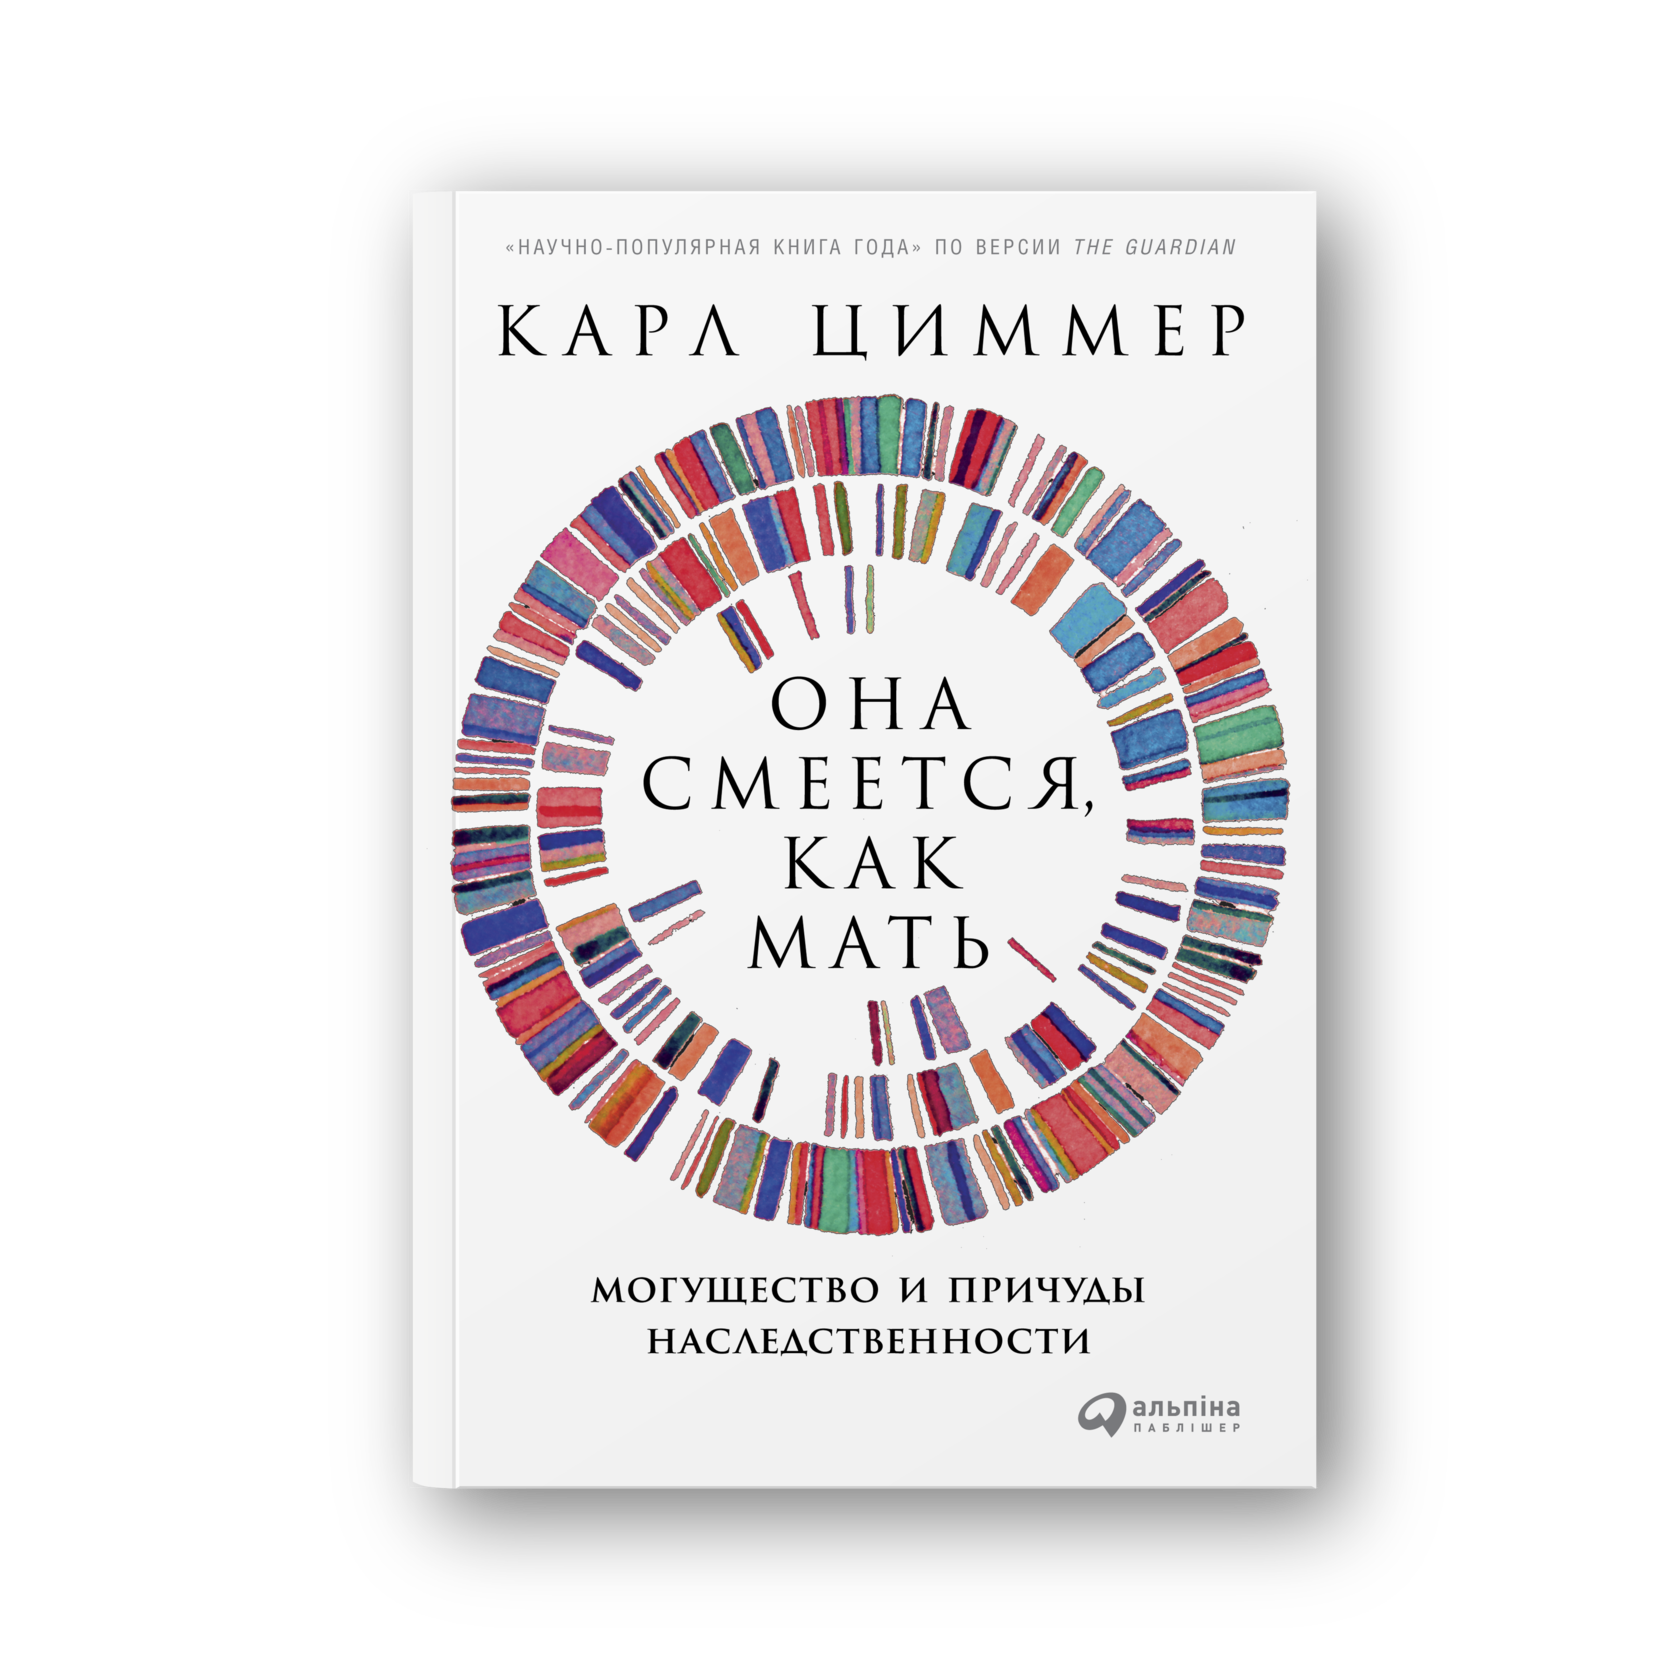 «НАУЧНО-ПОПУЛЯРНАЯ КНИГА ГОДА» ПО ВЕРСИИ THE GUARDIAN
КАРЛ ЦИММЕР
ОНА
СМЕЕТСЯ,
КАК
МАТЬ
МОГУЩЕСТВО И ПРИЧУДЫ
НАСЛЕДСТВЕННОСТИ
альпіна
ПАБЛІШЕР